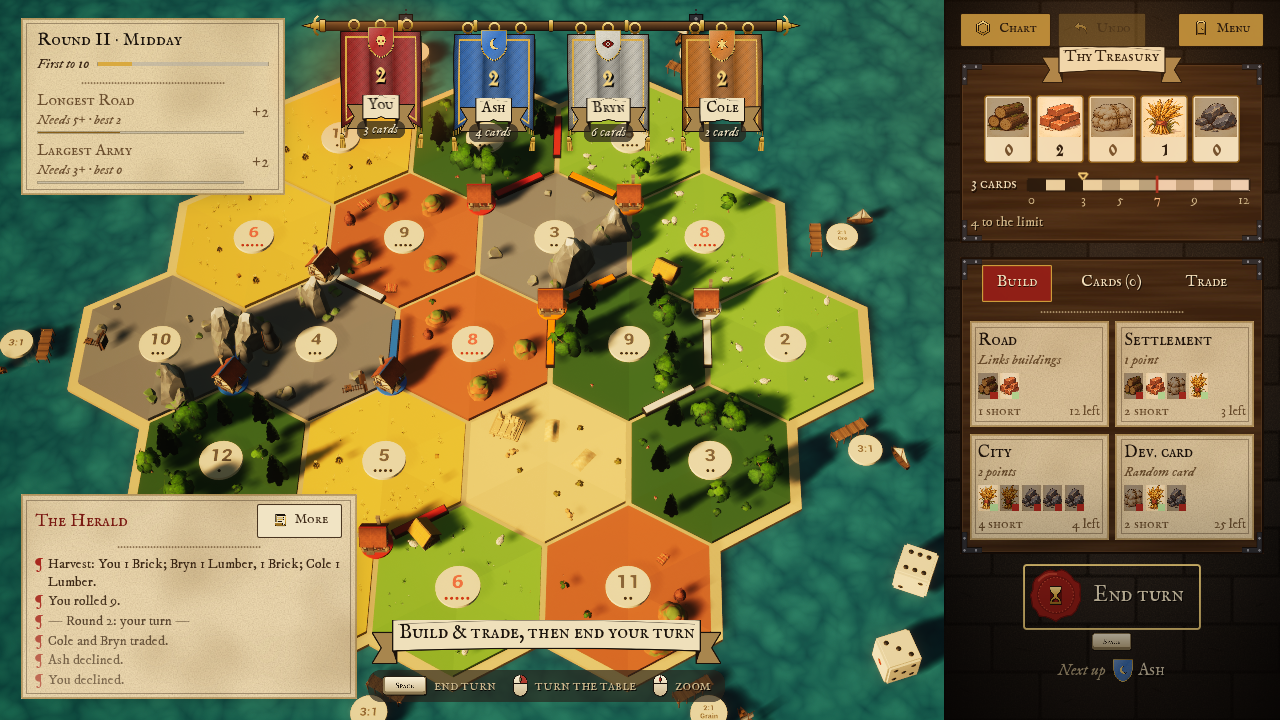 Round II · Midday
First to 10
Longest Road
Needs 5+ · best 2
+2
Largest Army
Needs 3+ · best 0
+2
2
You
3 cards
2
Ash
4 cards
2
Bryn
6 cards
2
Cole
2 cards
6
9
3
8
2:1
Ore
3:1
10
4
8
9
2
12
5
3
3:1
6
11
3:1
2:1
Grain
The Herald
More
¶ Harvest: You 1 Brick; Bryn 1 Lumber, 1 Brick; Cole 1
Lumber.
¶ You rolled 9.
¶ — Round 2: your turn —
¶ Cole and Bryn traded.
¶ Ash declined.
¶ You declined.
Build & trade, then end your turn
Space
End turn
Turn the table
Zoom
Chart
Undo
Menu
Thy Treasury
0
2
0
1
0
3 cards
0
3
5
7
9
12
4 to the limit
Build
Cards (0)
Trade
Road
Links buildings
1 short
12 left
Settlement
1 point
2 short
3 left
City
2 points
4 short
4 left
Dev. card
Random card
2 short
25 left
End turn
Space
Next up
Ash